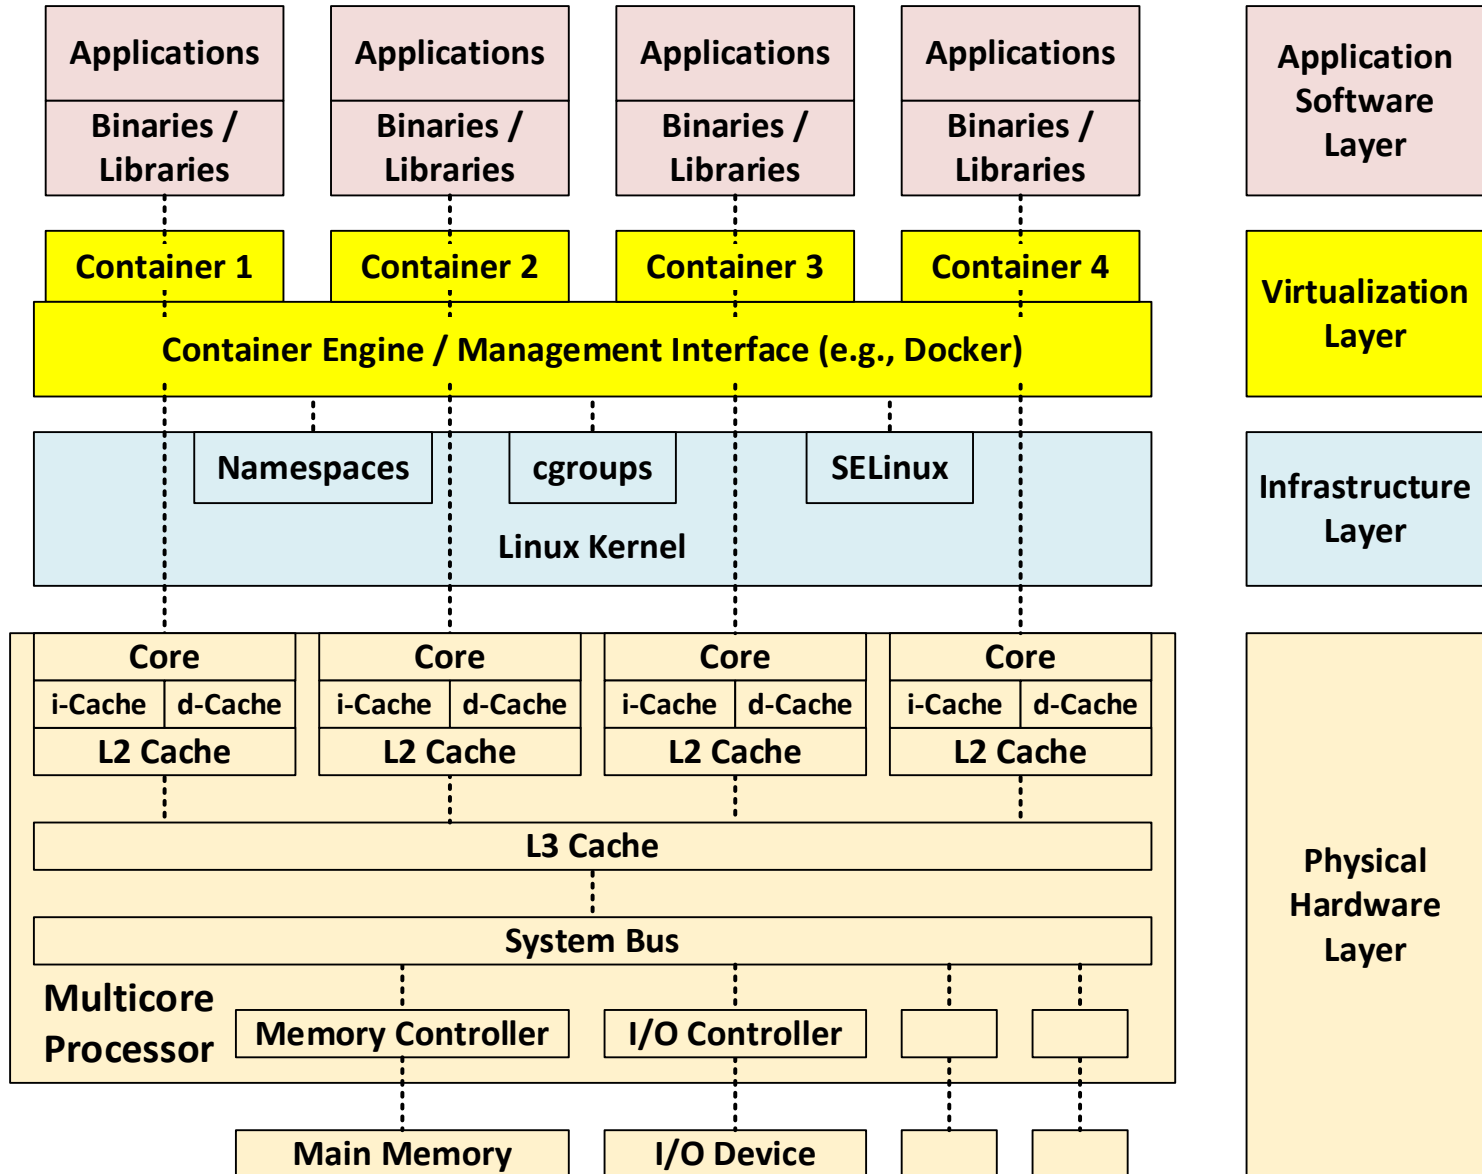 Applications
Applications
Applications
Applications
Application
Software
Layer
Binaries /
Libraries
Binaries /
Libraries
Binaries /
Libraries
Binaries /
Libraries
Container 1
Container 2
Container 3
Container 4
Virtualization
Layer
Container Engine / Management Interface (e.g., Docker)
Namespaces
cgroups
SELinux
Linux Kernel
Infrastructure
Layer
Core
Core
Core
Core
i-Cache
d-Cache
i-Cache
d-Cache
i-Cache
d-Cache
i-Cache
d-Cache
L2 Cache
L2 Cache
L2 Cache
L2 Cache
L3 Cache
System Bus
Physical
Hardware
Layer
Multicore
Processor
Memory Controller
I/O Controller
Main Memory
I/O Device